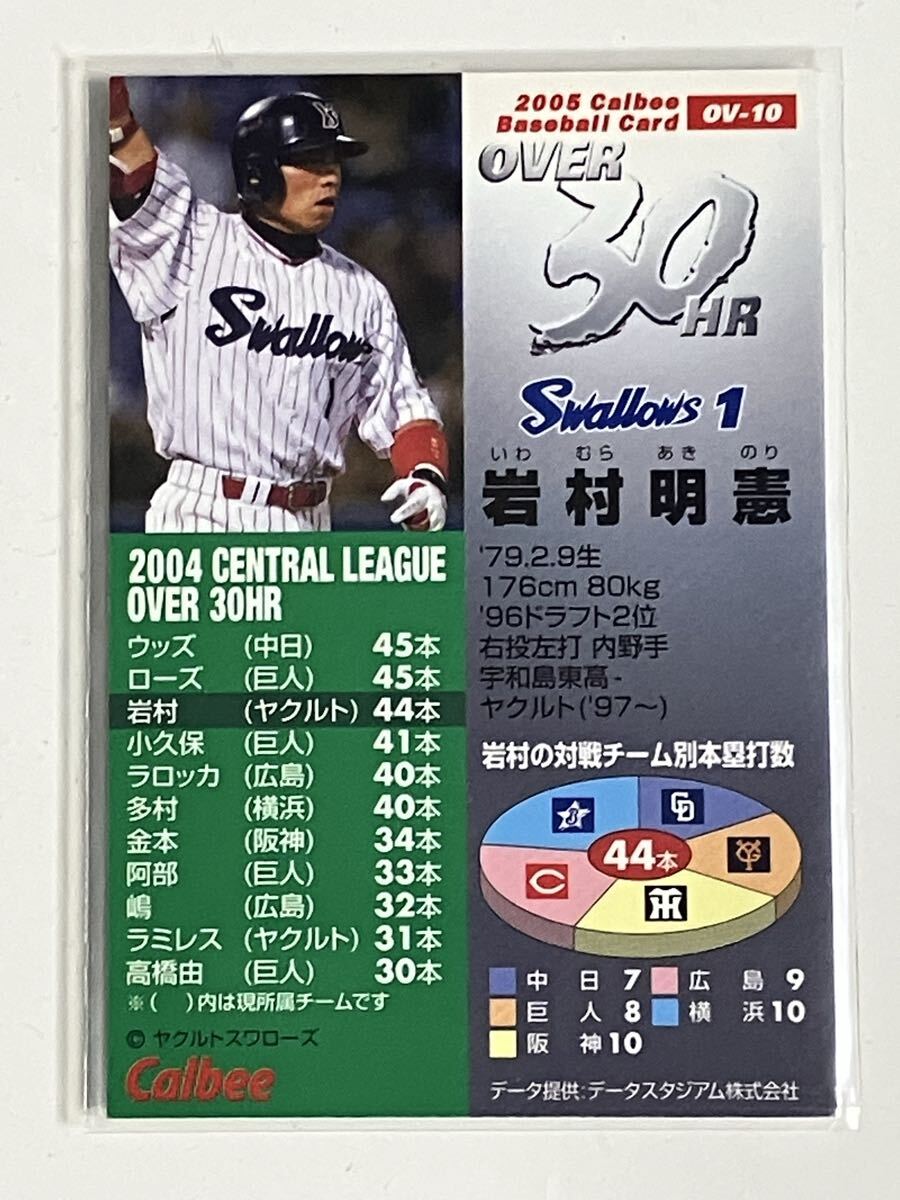 Swallows
1
2005 Calbee
Baseball Card
OV-10
OVER
30
HR
Swallows 1
いわ むら あき のり
岩村明憲
'79.2.9生
176cm 80kg
'96ドラフト2位
右投左打 内野手
宇和島東高-
ヤクルト('97～)
岩村の対戦チーム別本塁打数
44本
中日 7
広島 9
巨人 8
横浜 10
阪神 10
データ提供:データスタジアム株式会社
2004 CENTRAL LEAGUE
OVER 30HR
ウッズ (中日) 45本
ローズ (巨人) 45本
岩村 (ヤクルト) 44本
小久保 (巨人) 41本
ラロッカ (広島) 40本
多村 (横浜) 40本
金本 (阪神) 34本
阿部 (巨人) 33本
嶋 (広島) 32本
ラミレス (ヤクルト) 31本
高橋由 (巨人) 30本
※( )内は現所属チームです
© ヤクルトスワローズ
Calbee